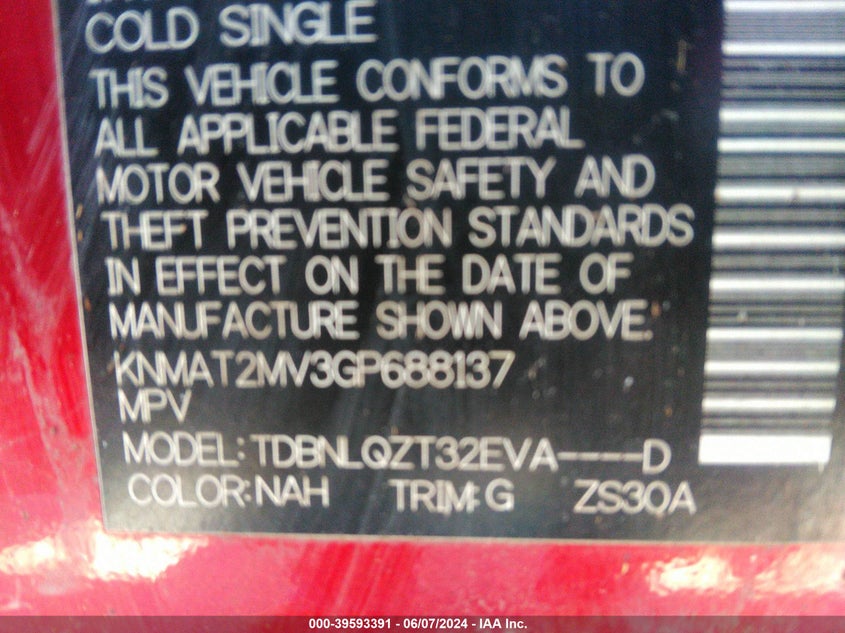 COLD SINGLE
THIS VEHICLE CONFORMS TO
ALL APPLICABLE FEDERAL
MOTOR VEHICLE SAFETY AND
THEFT PREVENTION STANDARDS
IN EFFECT ON THE DATE OF
MANUFACTURE SHOWN ABOVE.
KNMAT2MV3GP688137
MPV
MODEL:TDBNLQZT32EVA----D
COLOR:NAH TRIM:G ZS30A
000-39593391 - 06/07/2024 - IAA Inc.